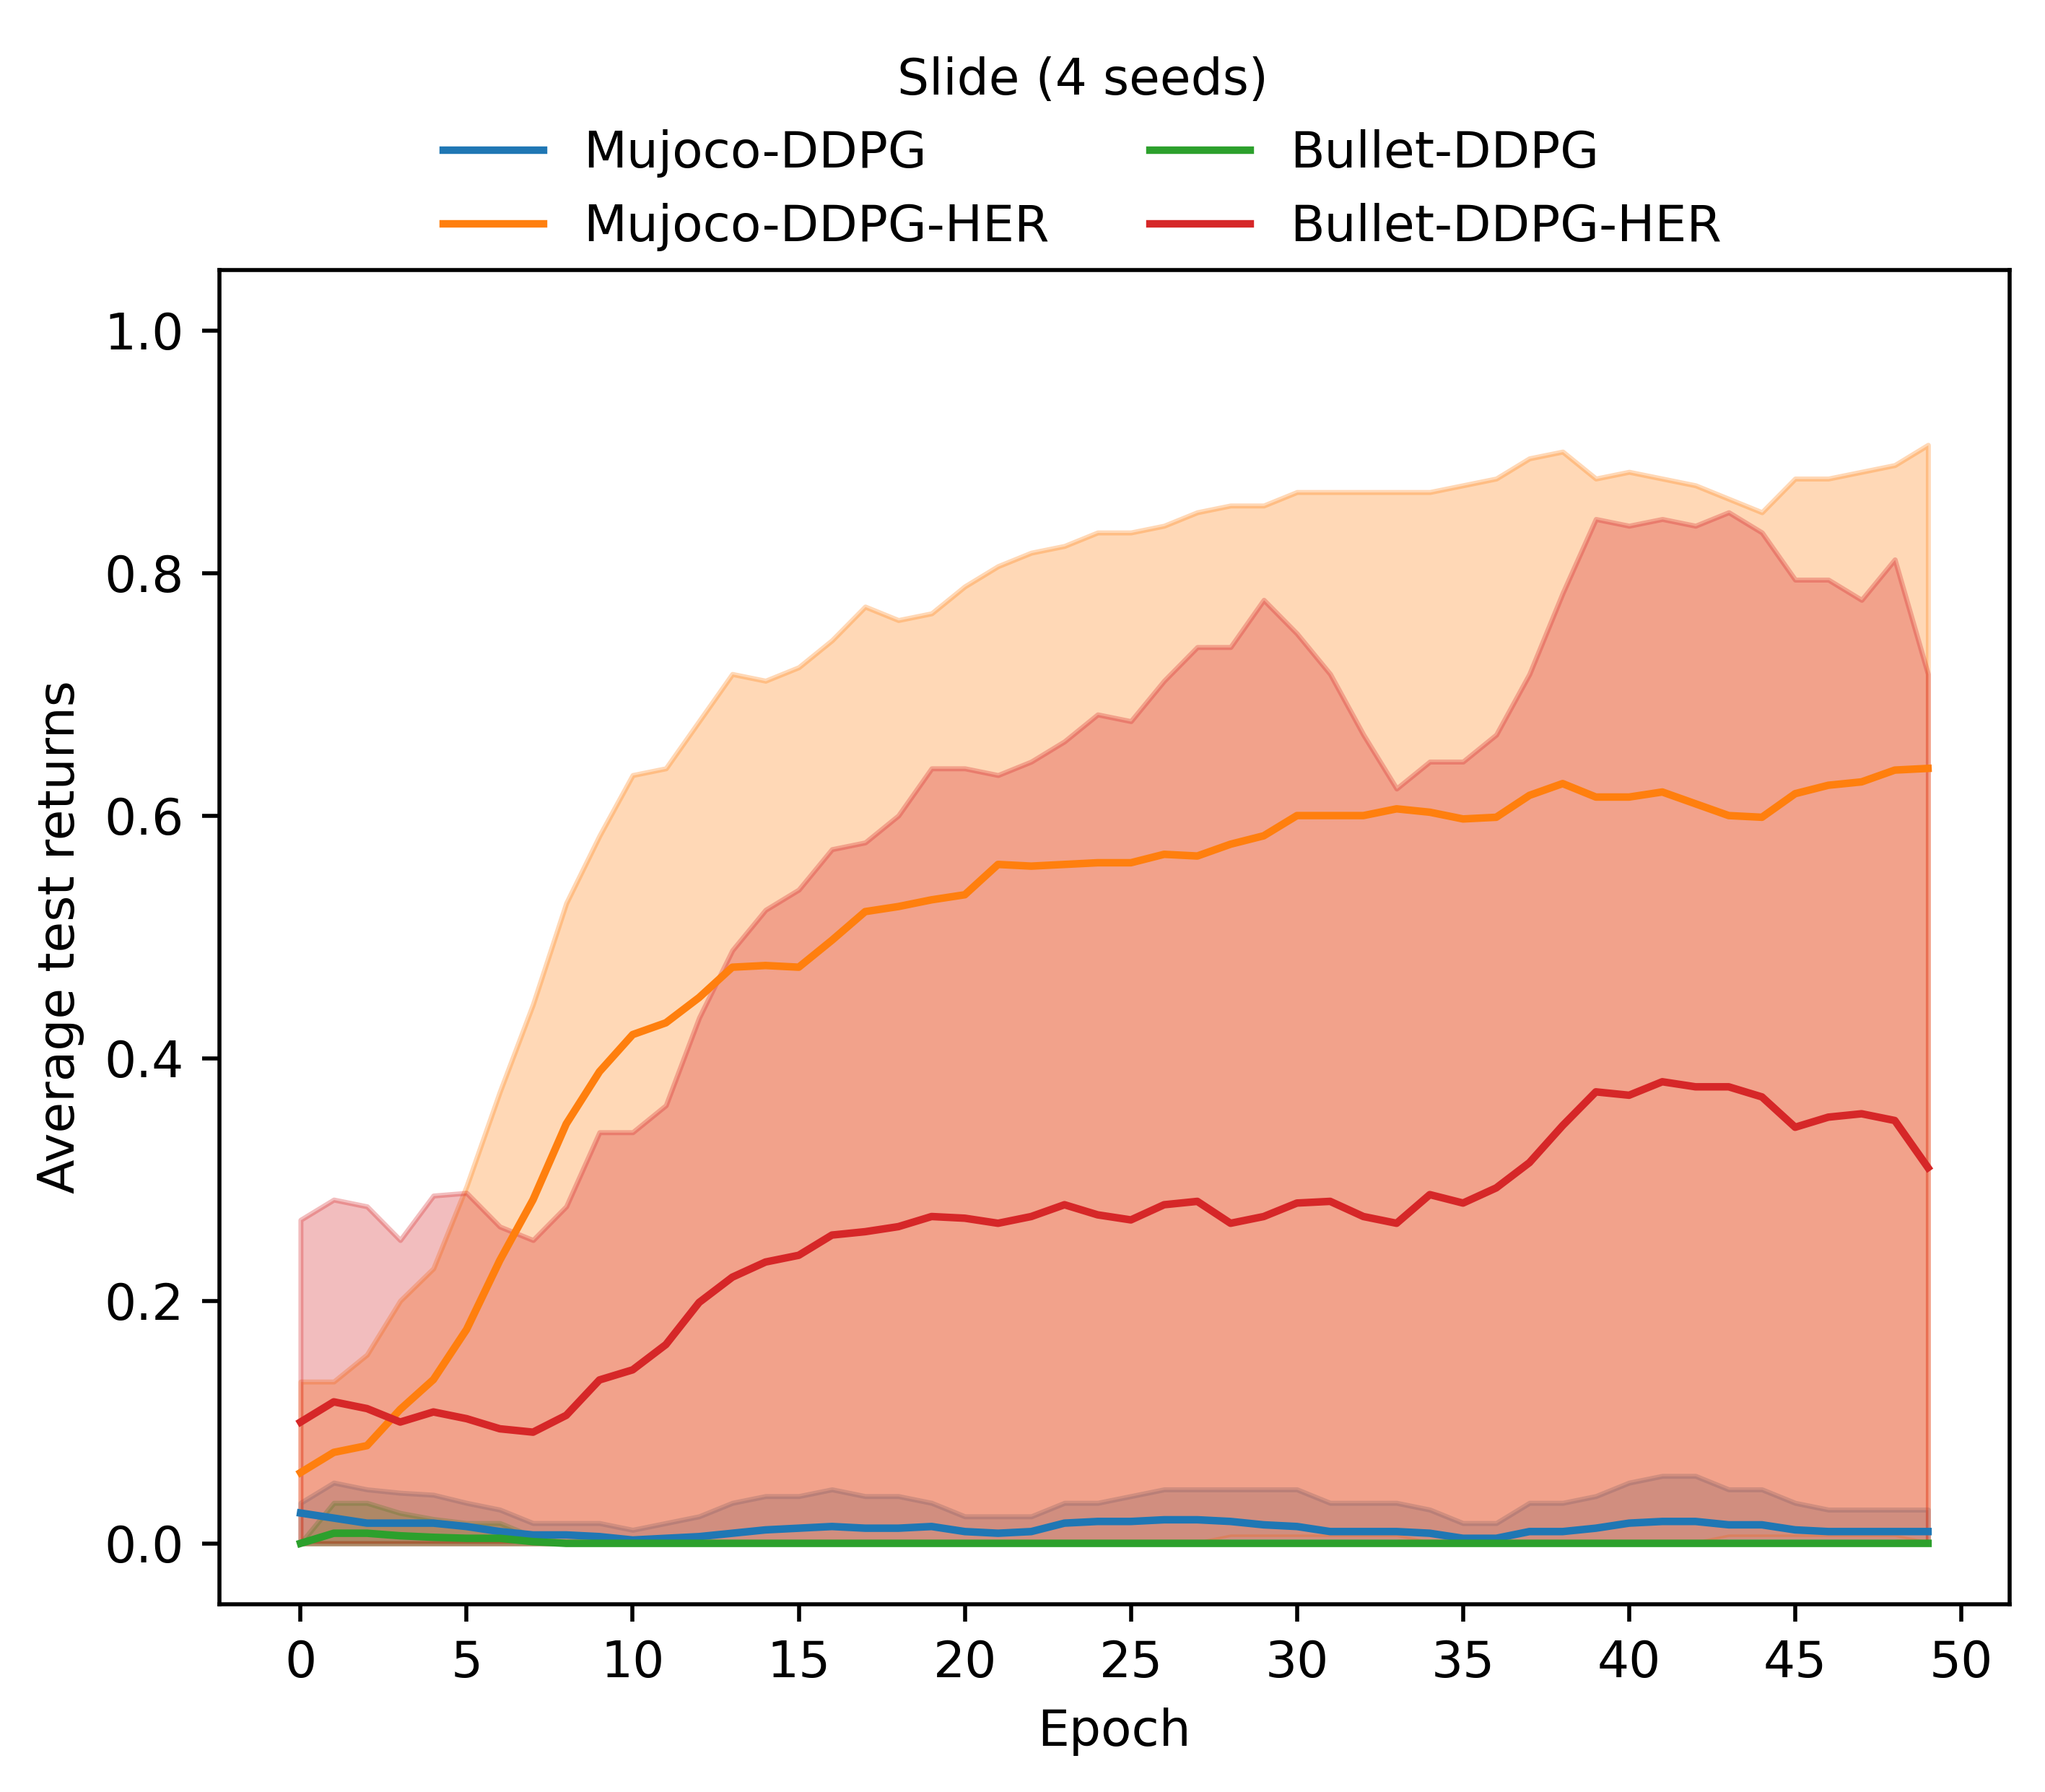 Slide (4 seeds)
Mujoco-DDPG
Bullet-DDPG
Mujoco-DDPG-HER
Bullet-DDPG-HER
1.0
0.8
0.6
0.4
0.2
0.0
Average test returns
0 5 10 15 20 25 30 35 40 45 50
Epoch